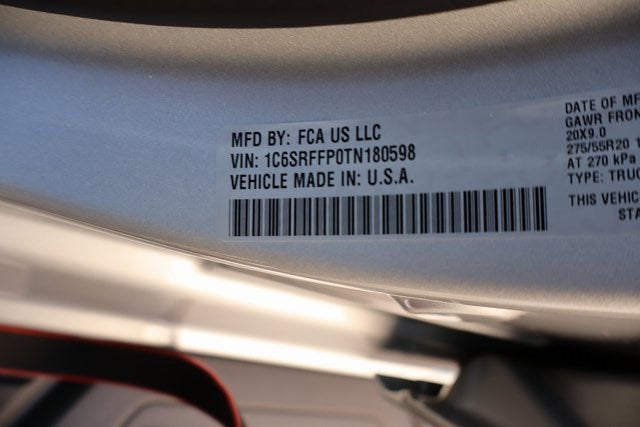 MFD BY: FCA US LLC
VIN: 1C6SRFFP0TN180598
VEHICLE MADE IN: U.S.A.
DATE OF MF
GAWR FRON
20X9.0
275/55R20 1
AT 270 kPa
TYPE: TRUC
THIS VEHIC
STA